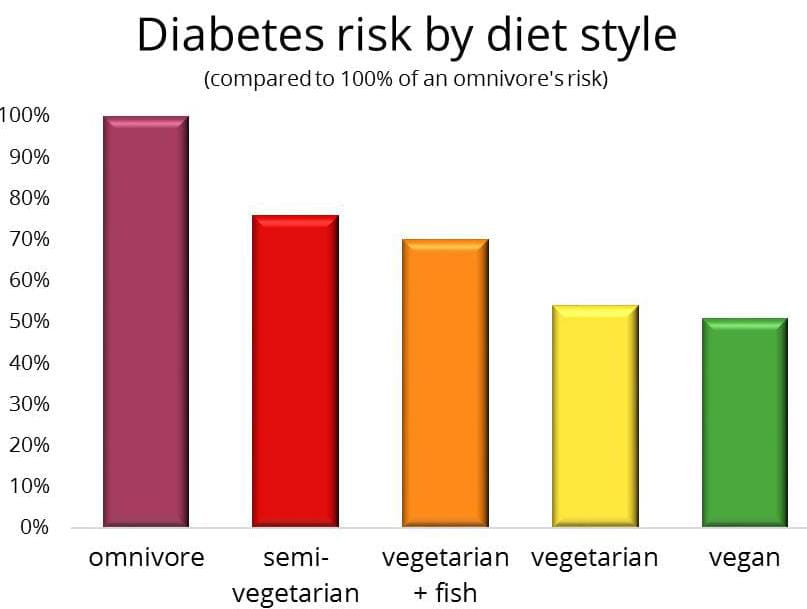 Diabetes risk by diet style
(compared to 100% of an omnivore's risk)
100%
90%
80%
70%
60%
50%
40%
30%
20%
10%
0%
omnivore
semi-
vegetarian
vegetarian
+ fish
vegetarian
vegan